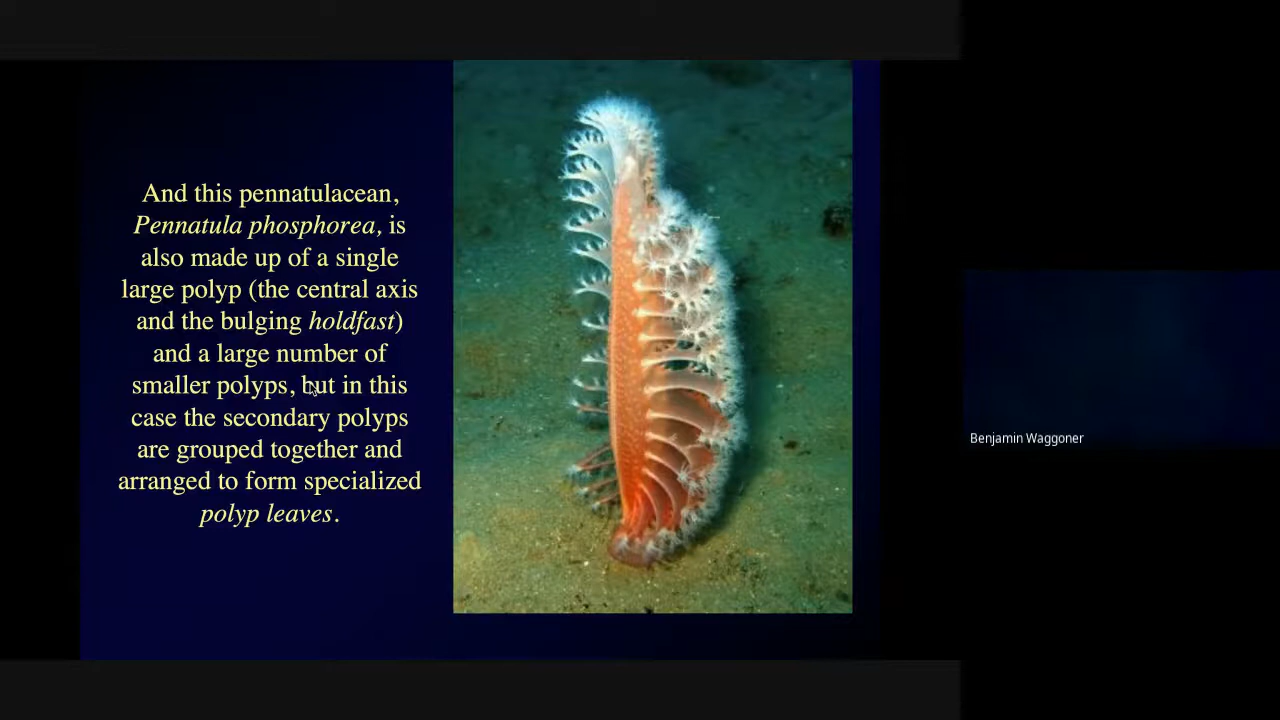 And this pennatulacean,
Pennatula phosphorea, is
also made up of a single
large polyp (the central axis
and the bulging holdfast)
and a large number of
smaller polyps, but in this
case the secondary polyps
are grouped together and
arranged to form specialized
polyp leaves.
Benjamin Waggoner